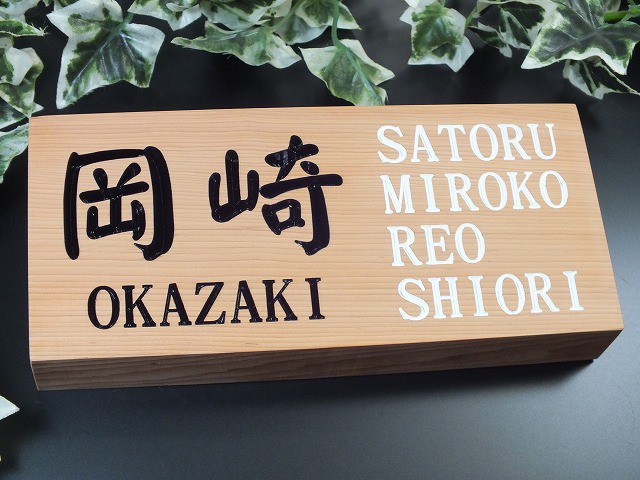 岡崎
OKAZAKI
SATORU
MIROKO
REO
SHIORI